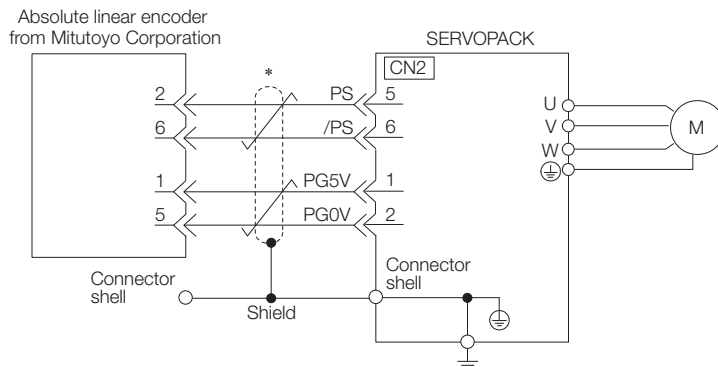 Absolute linear encoder
from Mitutoyo Corporation
SERVOPACK
*
CN2
2 PS 5
6 /PS 6
1 PG5V 1
5 PG0V 2
U
V
W
M
Connector
shell
Shield
Connector
shell